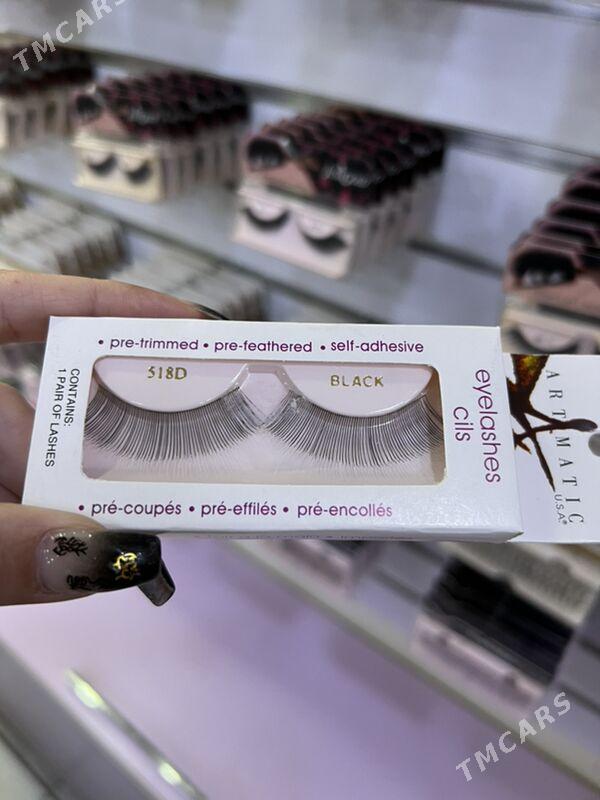 TMCARS
• pre-trimmed • pre-feathered • self-adhesive
518D
BLACK
CONTAINS:
1 PAIR OF LASHES
eyelashes
cils
ARTMATIC
U.S.A®
• pré-coupés • pré-effilés • pré-encollés
TMCARS